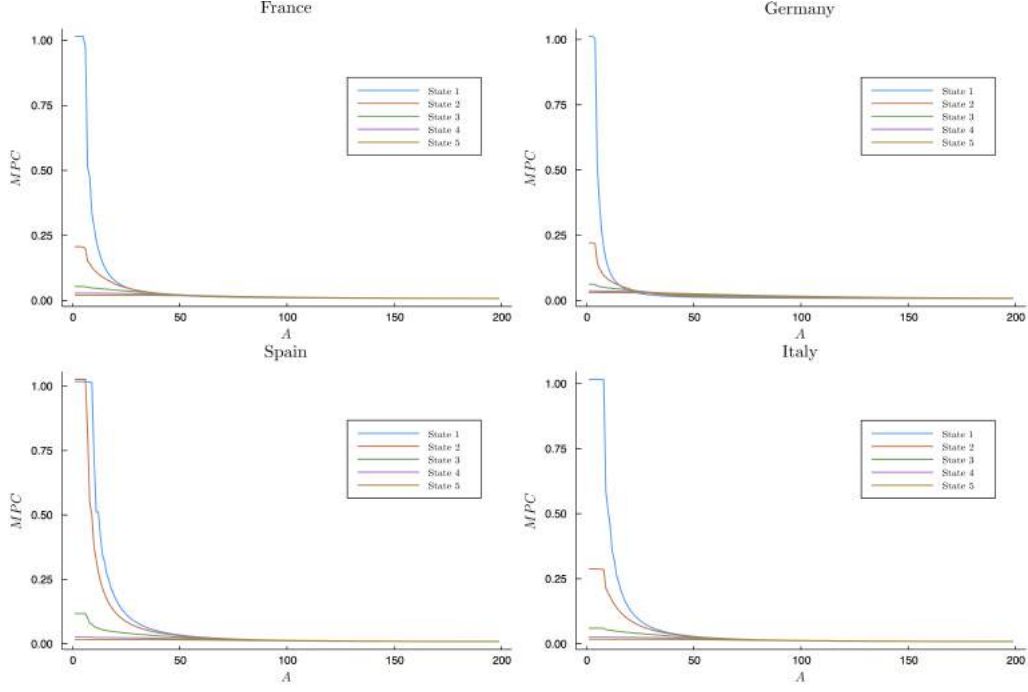 France
1.00
0.75
0.50
0.25
0.00
MPC
State 1
State 2
State 3
State 4
State 5
0
50
100
150
200
A
Germany
1.00
0.75
0.50
0.25
0.00
MPC
State 1
State 2
State 3
State 4
State 5
0
50
100
150
200
A
Spain
1.00
0.75
0.50
0.25
0.00
MPC
State 1
State 2
State 3
State 4
State 5
0
50
100
150
200
A
Italy
1.00
0.75
0.50
0.25
0.00
MPC
State 1
State 2
State 3
State 4
State 5
0
50
100
150
200
A